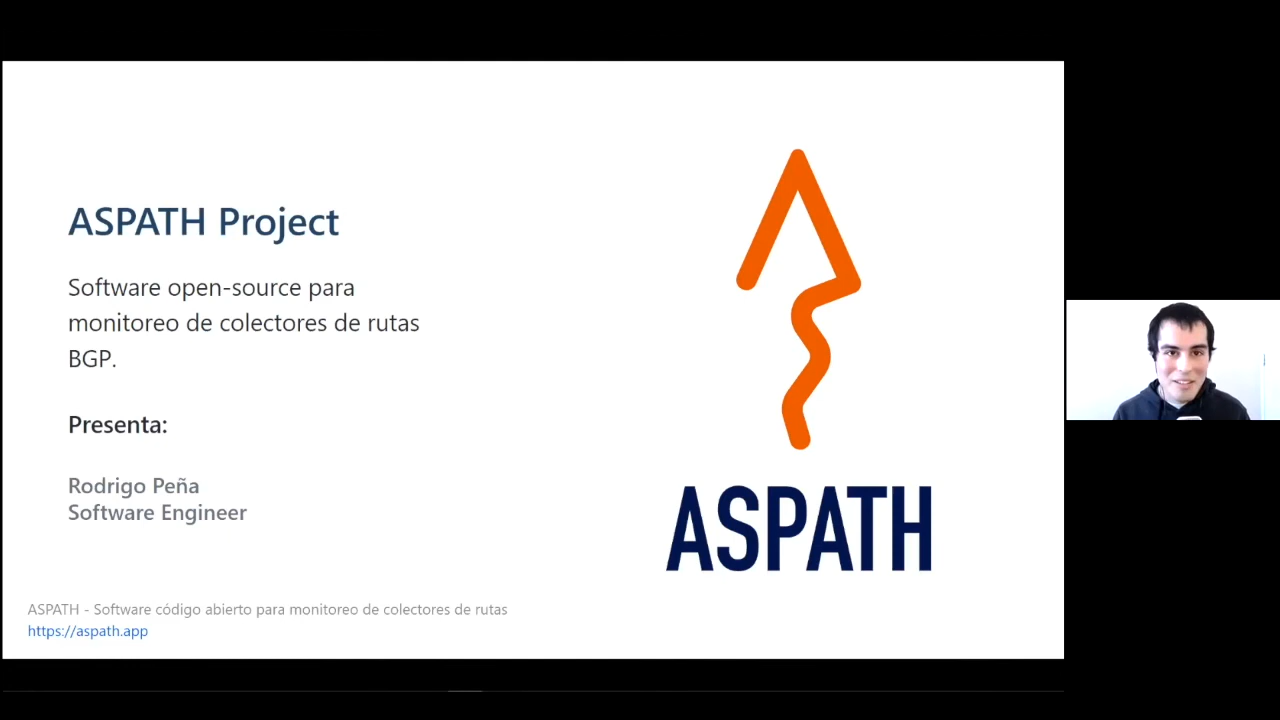 ASPATH Project
Software open-source para
monitoreo de colectores de rutas
BGP.
Presenta:
Rodrigo Peña
Software Engineer
ASPATH
ASPATH - Software código abierto para monitoreo de colectores de rutas
https://aspath.app